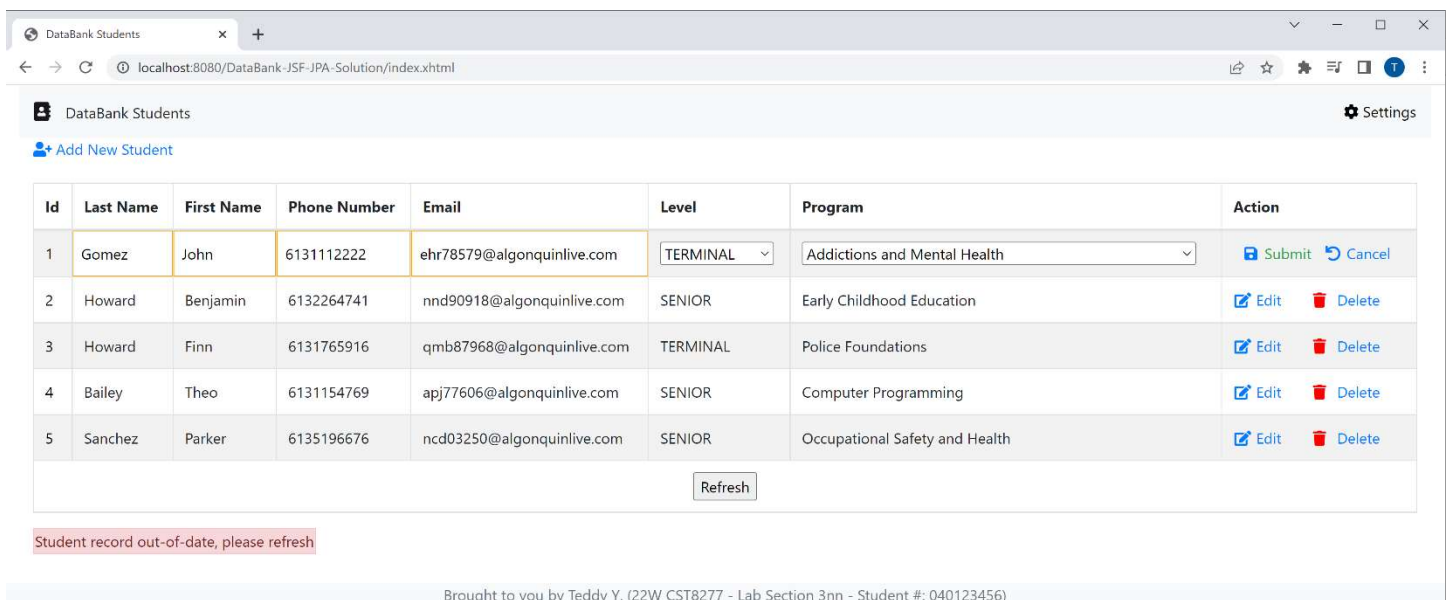 DataBank Students
localhost:8080/DataBank-JSF-JPA-Solution/index.xhtml
T
DataBank Students Settings
Add New Student
Id Last Name First Name Phone Number Email Level Program Action
1 Gomez John 6131112222 ehr78579@algonquinlive.com TERMINAL Addictions and Mental Health Submit Cancel
2 Howard Benjamin 6132264741 nnd90918@algonquinlive.com SENIOR Early Childhood Education Edit Delete
3 Howard Finn 6131765916 qmb87968@algonquinlive.com TERMINAL Police Foundations Edit Delete
4 Bailey Theo 6131154769 apj77606@algonquinlive.com SENIOR Computer Programming Edit Delete
5 Sanchez Parker 6135196676 ncd03250@algonquinlive.com SENIOR Occupational Safety and Health Edit Delete
Refresh
Student record out-of-date, please refresh
Brought to you by Teddy Y. (22W CST8277 - Lab Section 3nn - Student #: 040123456)